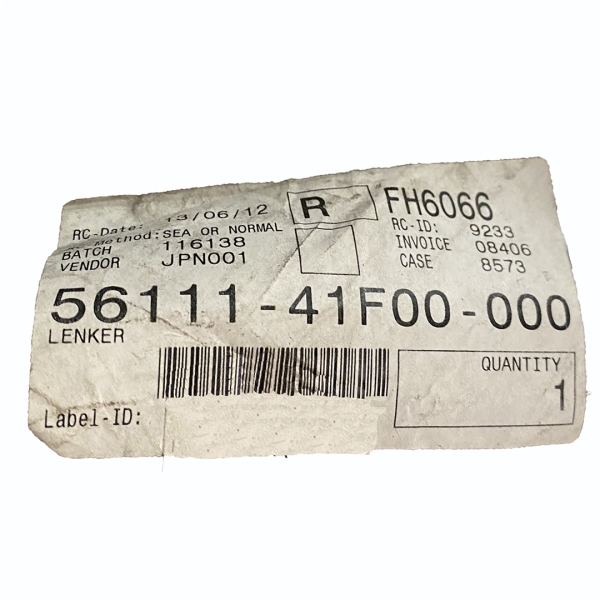 RC-Date: 13/06/12 R FH6066
Method: SEA OR NORMAL RC-ID: 9233
BATCH 116138 INVOICE 08406
VENDOR JPN001 CASE 8573
56111-41F00-000
LENKER
QUANTITY
1
Label-ID: